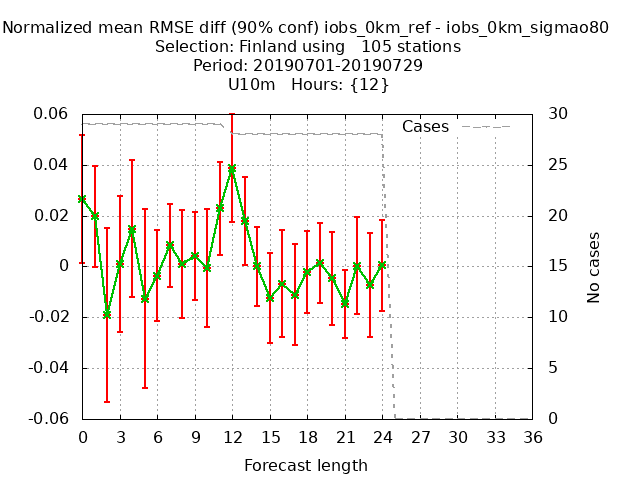 Normalized mean RMSE diff (90% conf) iobs_0km_ref - iobs_0km_sigmao80
Selection: Finland using   105 stations
Period: 20190701-20190729
U10m   Hours: {12}
Cases
0.06
0.04
0.02
0
-0.02
-0.04
-0.06
30
25
20
15
10
5
0
No cases
0 3 6 9 12 15 18 21 24 27 30 33 36
Forecast length